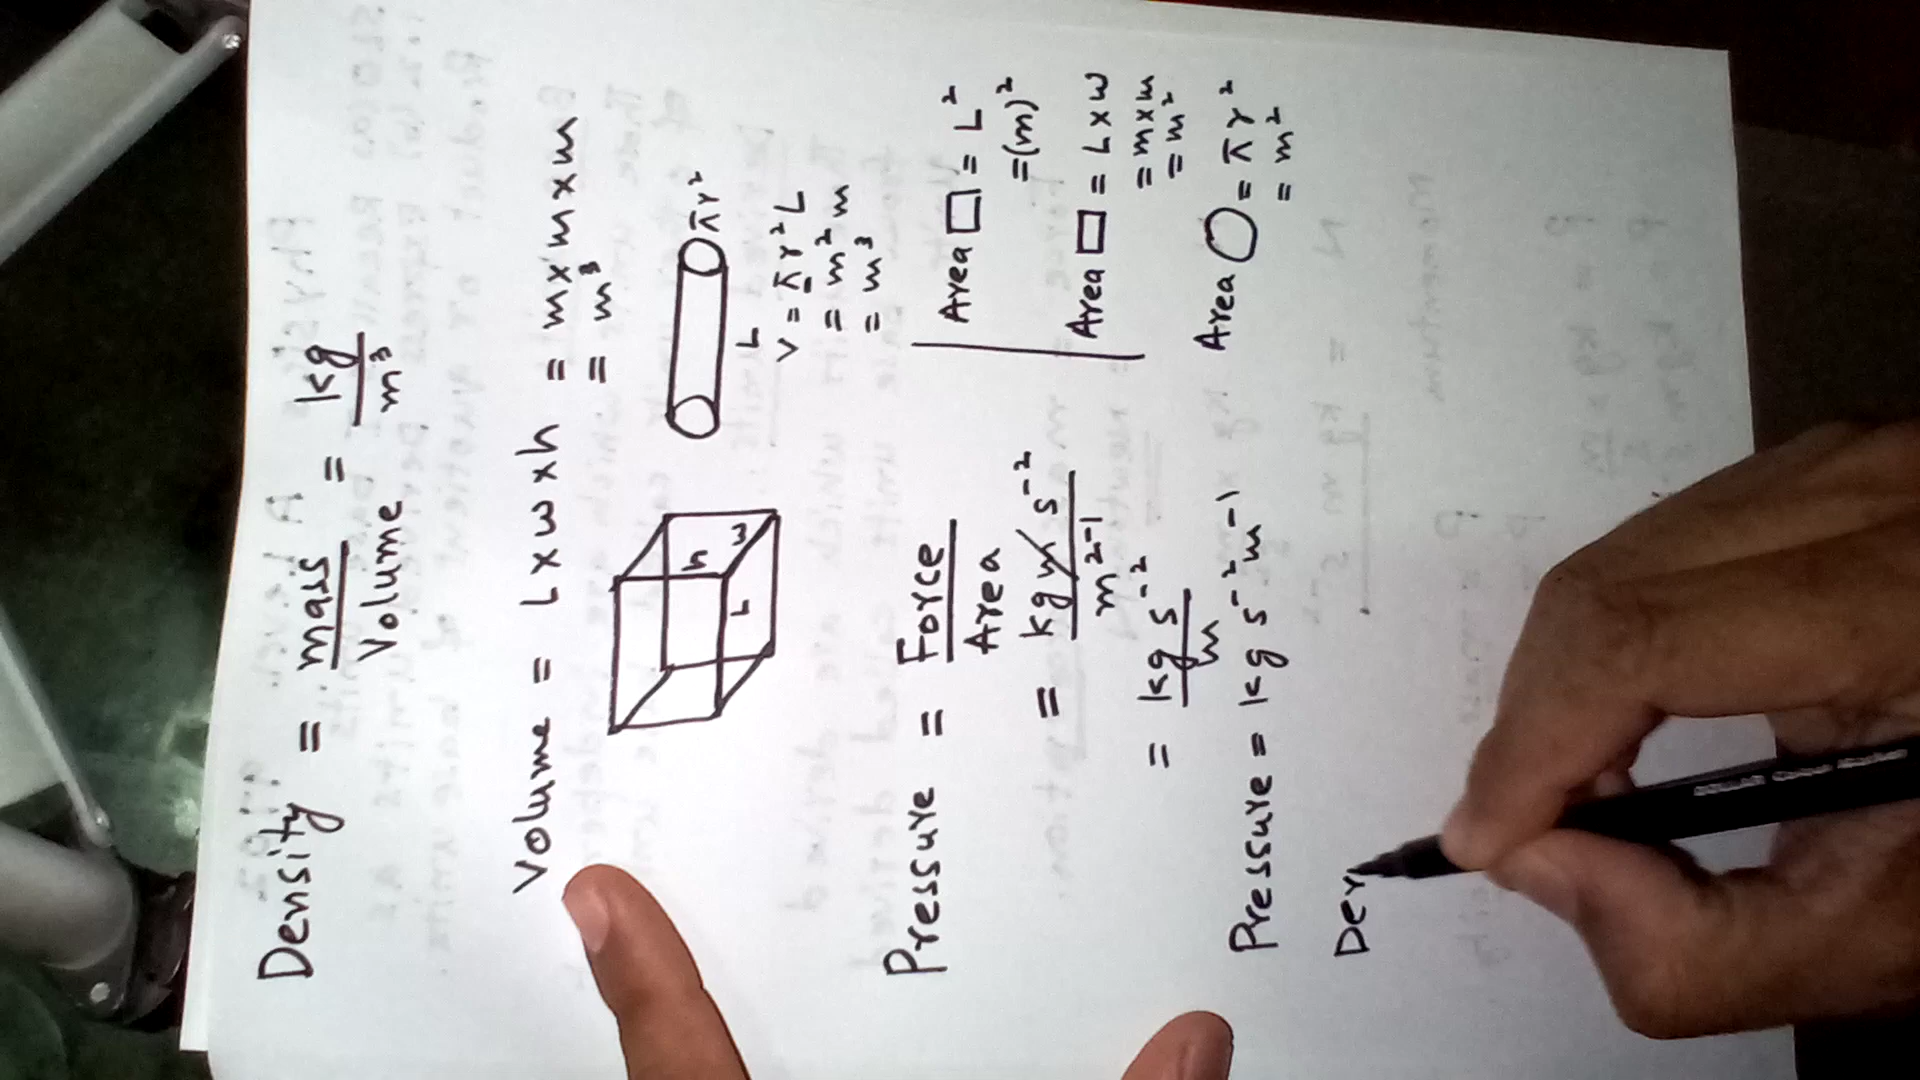 Density = mass/Volume = kg/m³
Volume = L x w x h = m x m x m
= m³
h w L
πr²
L
V = πr²L
= m² m
= m³
Pressure = Force/Area
= kg m s⁻²/m²⁻¹
= kg s⁻²/m
Pressure = kg s⁻² m⁻¹
Area □ = L²
= (m)²
Area ▭ = L x w
= m x m
= m²
Area ◯ = πr²
= m²
Der